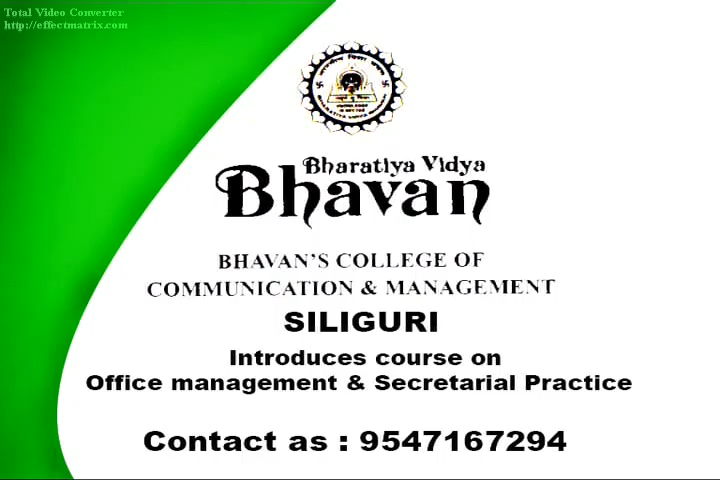 Total Video Converter
http://effectmatrix.com
Bharatiya Vidya
Bhavan
BHAVAN'S COLLEGE OF
COMMUNICATION & MANAGEMENT
SILIGURI
Introduces course on
Office management & Secretarial Practice
Contact as : 9547167294